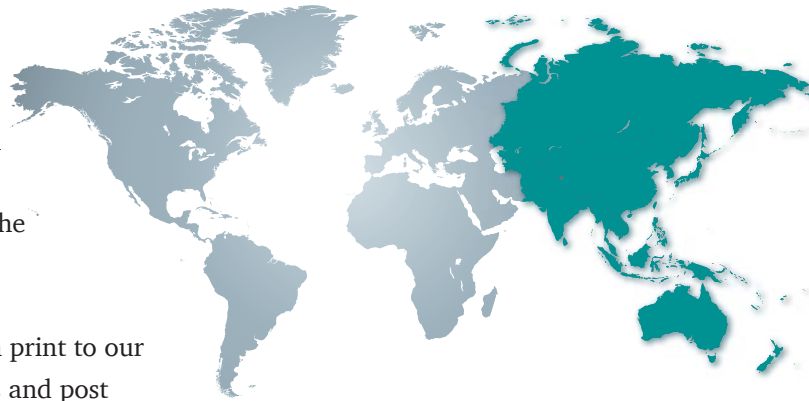 he
print to our
and post